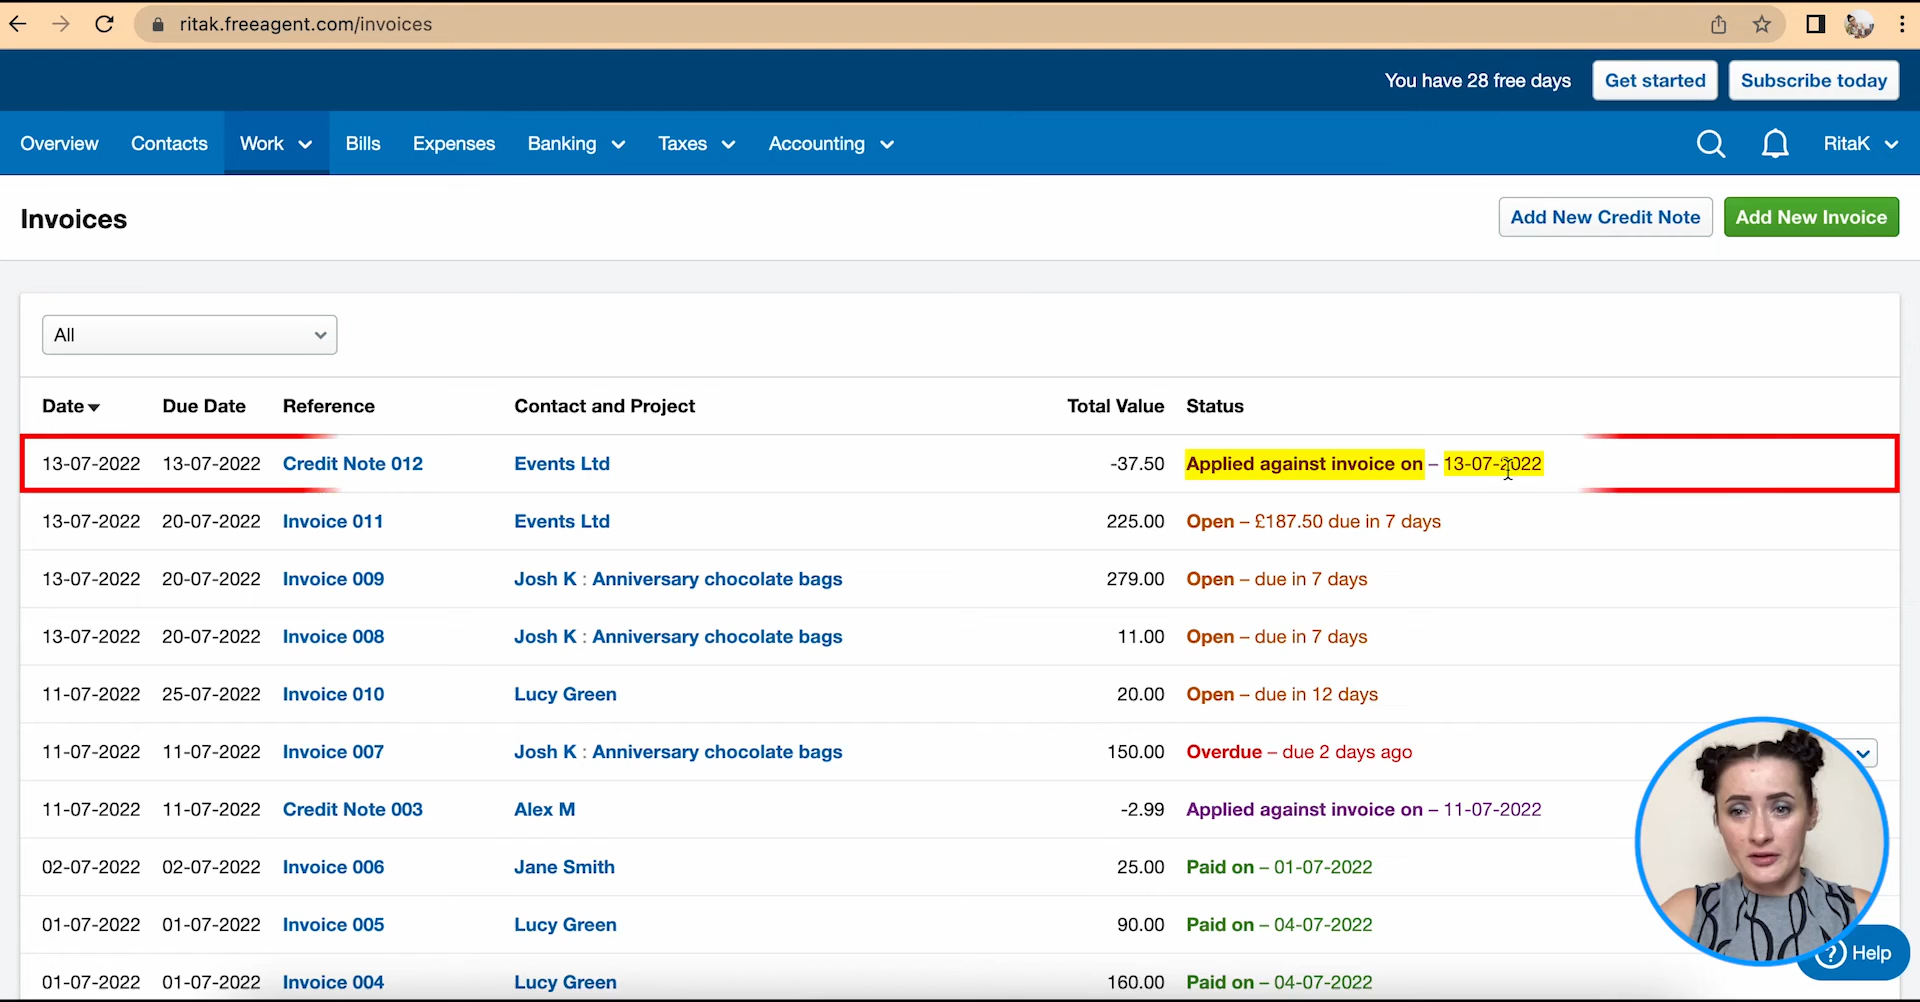 ritak.freeagent.com/invoices
You have 28 free days Get started Subscribe today
Overview Contacts Work Bills Expenses Banking Taxes Accounting RitaK
Invoices Add New Credit Note Add New Invoice
All
Date Due Date Reference Contact and Project Total Value Status
13-07-2022 13-07-2022 Credit Note 012 Events Ltd -37.50 Applied against invoice on – 13-07-2022
13-07-2022 20-07-2022 Invoice 011 Events Ltd 225.00 Open – £187.50 due in 7 days
13-07-2022 20-07-2022 Invoice 009 Josh K : Anniversary chocolate bags 279.00 Open – due in 7 days
13-07-2022 20-07-2022 Invoice 008 Josh K : Anniversary chocolate bags 11.00 Open – due in 7 days
11-07-2022 25-07-2022 Invoice 010 Lucy Green 20.00 Open – due in 12 days
11-07-2022 11-07-2022 Invoice 007 Josh K : Anniversary chocolate bags 150.00 Overdue – due 2 days ago
11-07-2022 11-07-2022 Credit Note 003 Alex M -2.99 Applied against invoice on – 11-07-2022
02-07-2022 02-07-2022 Invoice 006 Jane Smith 25.00 Paid on – 01-07-2022
01-07-2022 01-07-2022 Invoice 005 Lucy Green 90.00 Paid on – 04-07-2022
? Help
01-07-2022 01-07-2022 Invoice 004 Lucy Green 160.00 Paid on – 04-07-2022